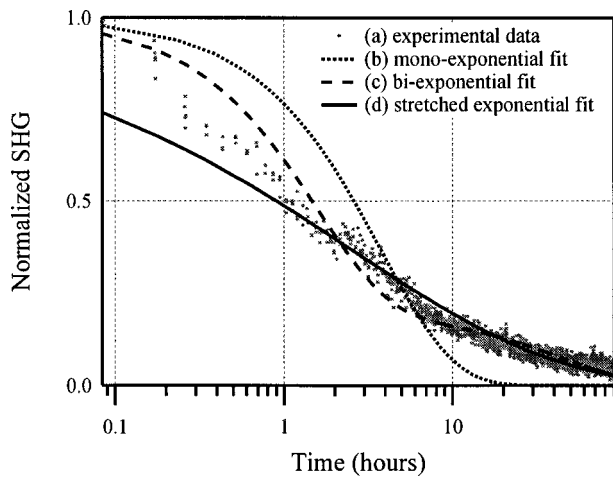 1.0
0.5
0.0
Normalized SHG
(a) experimental data
(b) mono-exponential fit
(c) bi-exponential fit
(d) stretched exponential fit
0.1
1
10
Time (hours)